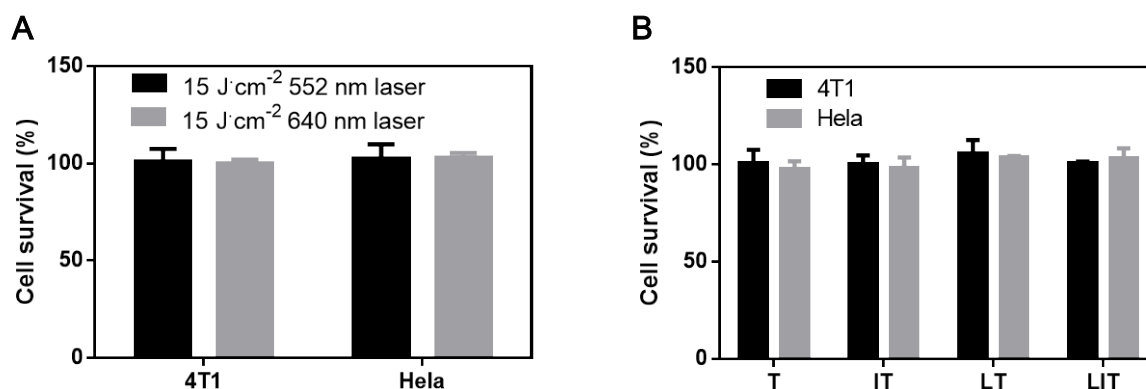 A
Cell survival (%)
150
100
50
0
15 J·cm⁻² 552 nm laser
15 J·cm⁻² 640 nm laser
4T1
Hela
B
Cell survival (%)
150
100
50
0
4T1
Hela
T
IT
LT
LIT